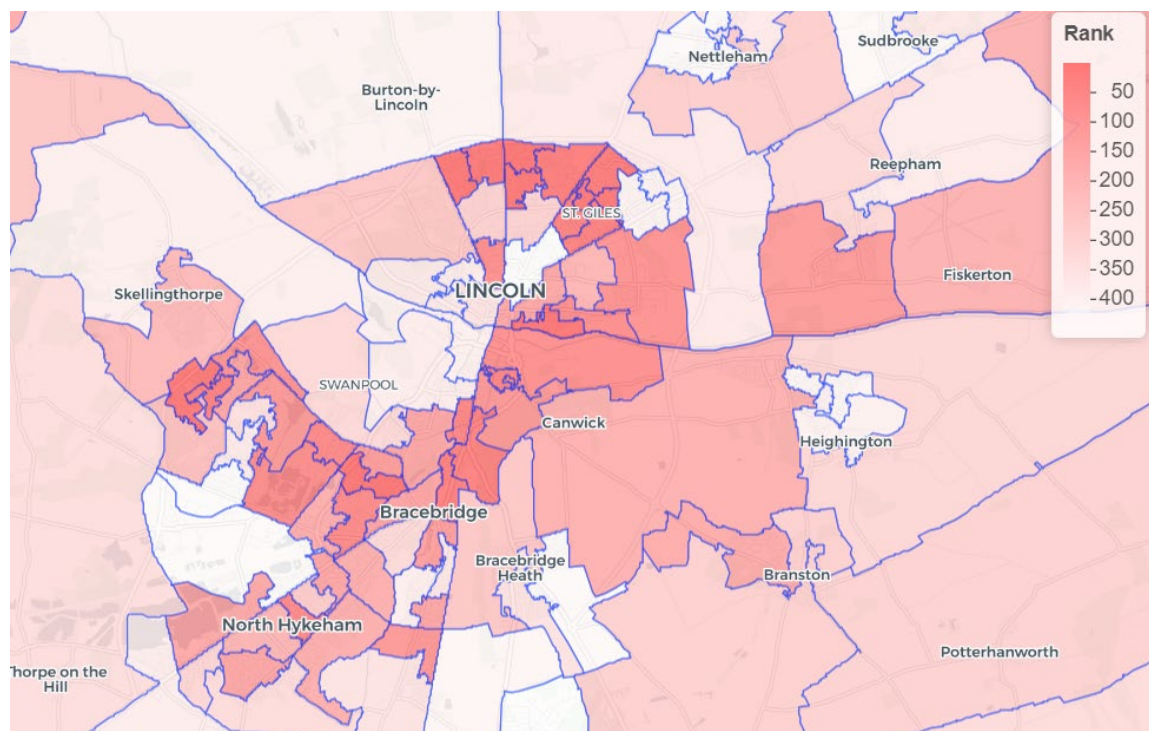 Sudbrooke
Nettleham
Rank
Burton-by-
Lincoln
- 50
- 100
- 150
- 200
- 250
- 300
- 350
- 400
Reepham
ST. GILES
Fiskerton
LINCOLN
Skellingthorpe
SWANPOOL
Canwick
Heighington
Bracebridge
Bracebridge
Heath
Branston
North Hykeham
Potterhanworth
Thorpe on the
Hill